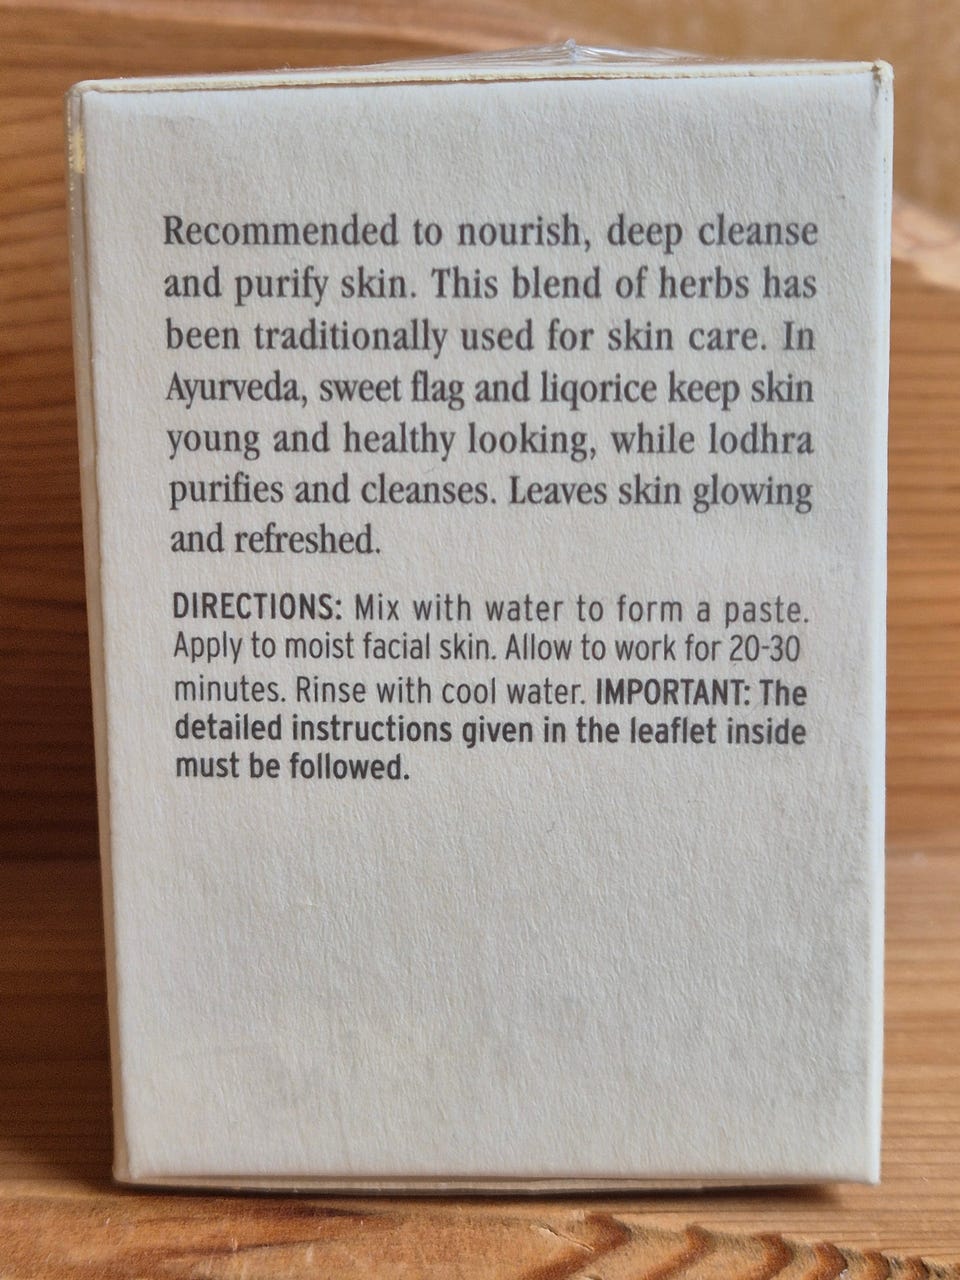 Recommended to nourish, deep cleanse
and purify skin. This blend of herbs has
been traditionally used for skin care. In
Ayurveda, sweet flag and liqorice keep skin
young and healthy looking, while lodhra
purifies and cleanses. Leaves skin glowing
and refreshed.
DIRECTIONS: Mix with water to form a paste.
Apply to moist facial skin. Allow to work for 20-30
minutes. Rinse with cool water. IMPORTANT: The
detailed instructions given in the leaflet inside
must be followed.